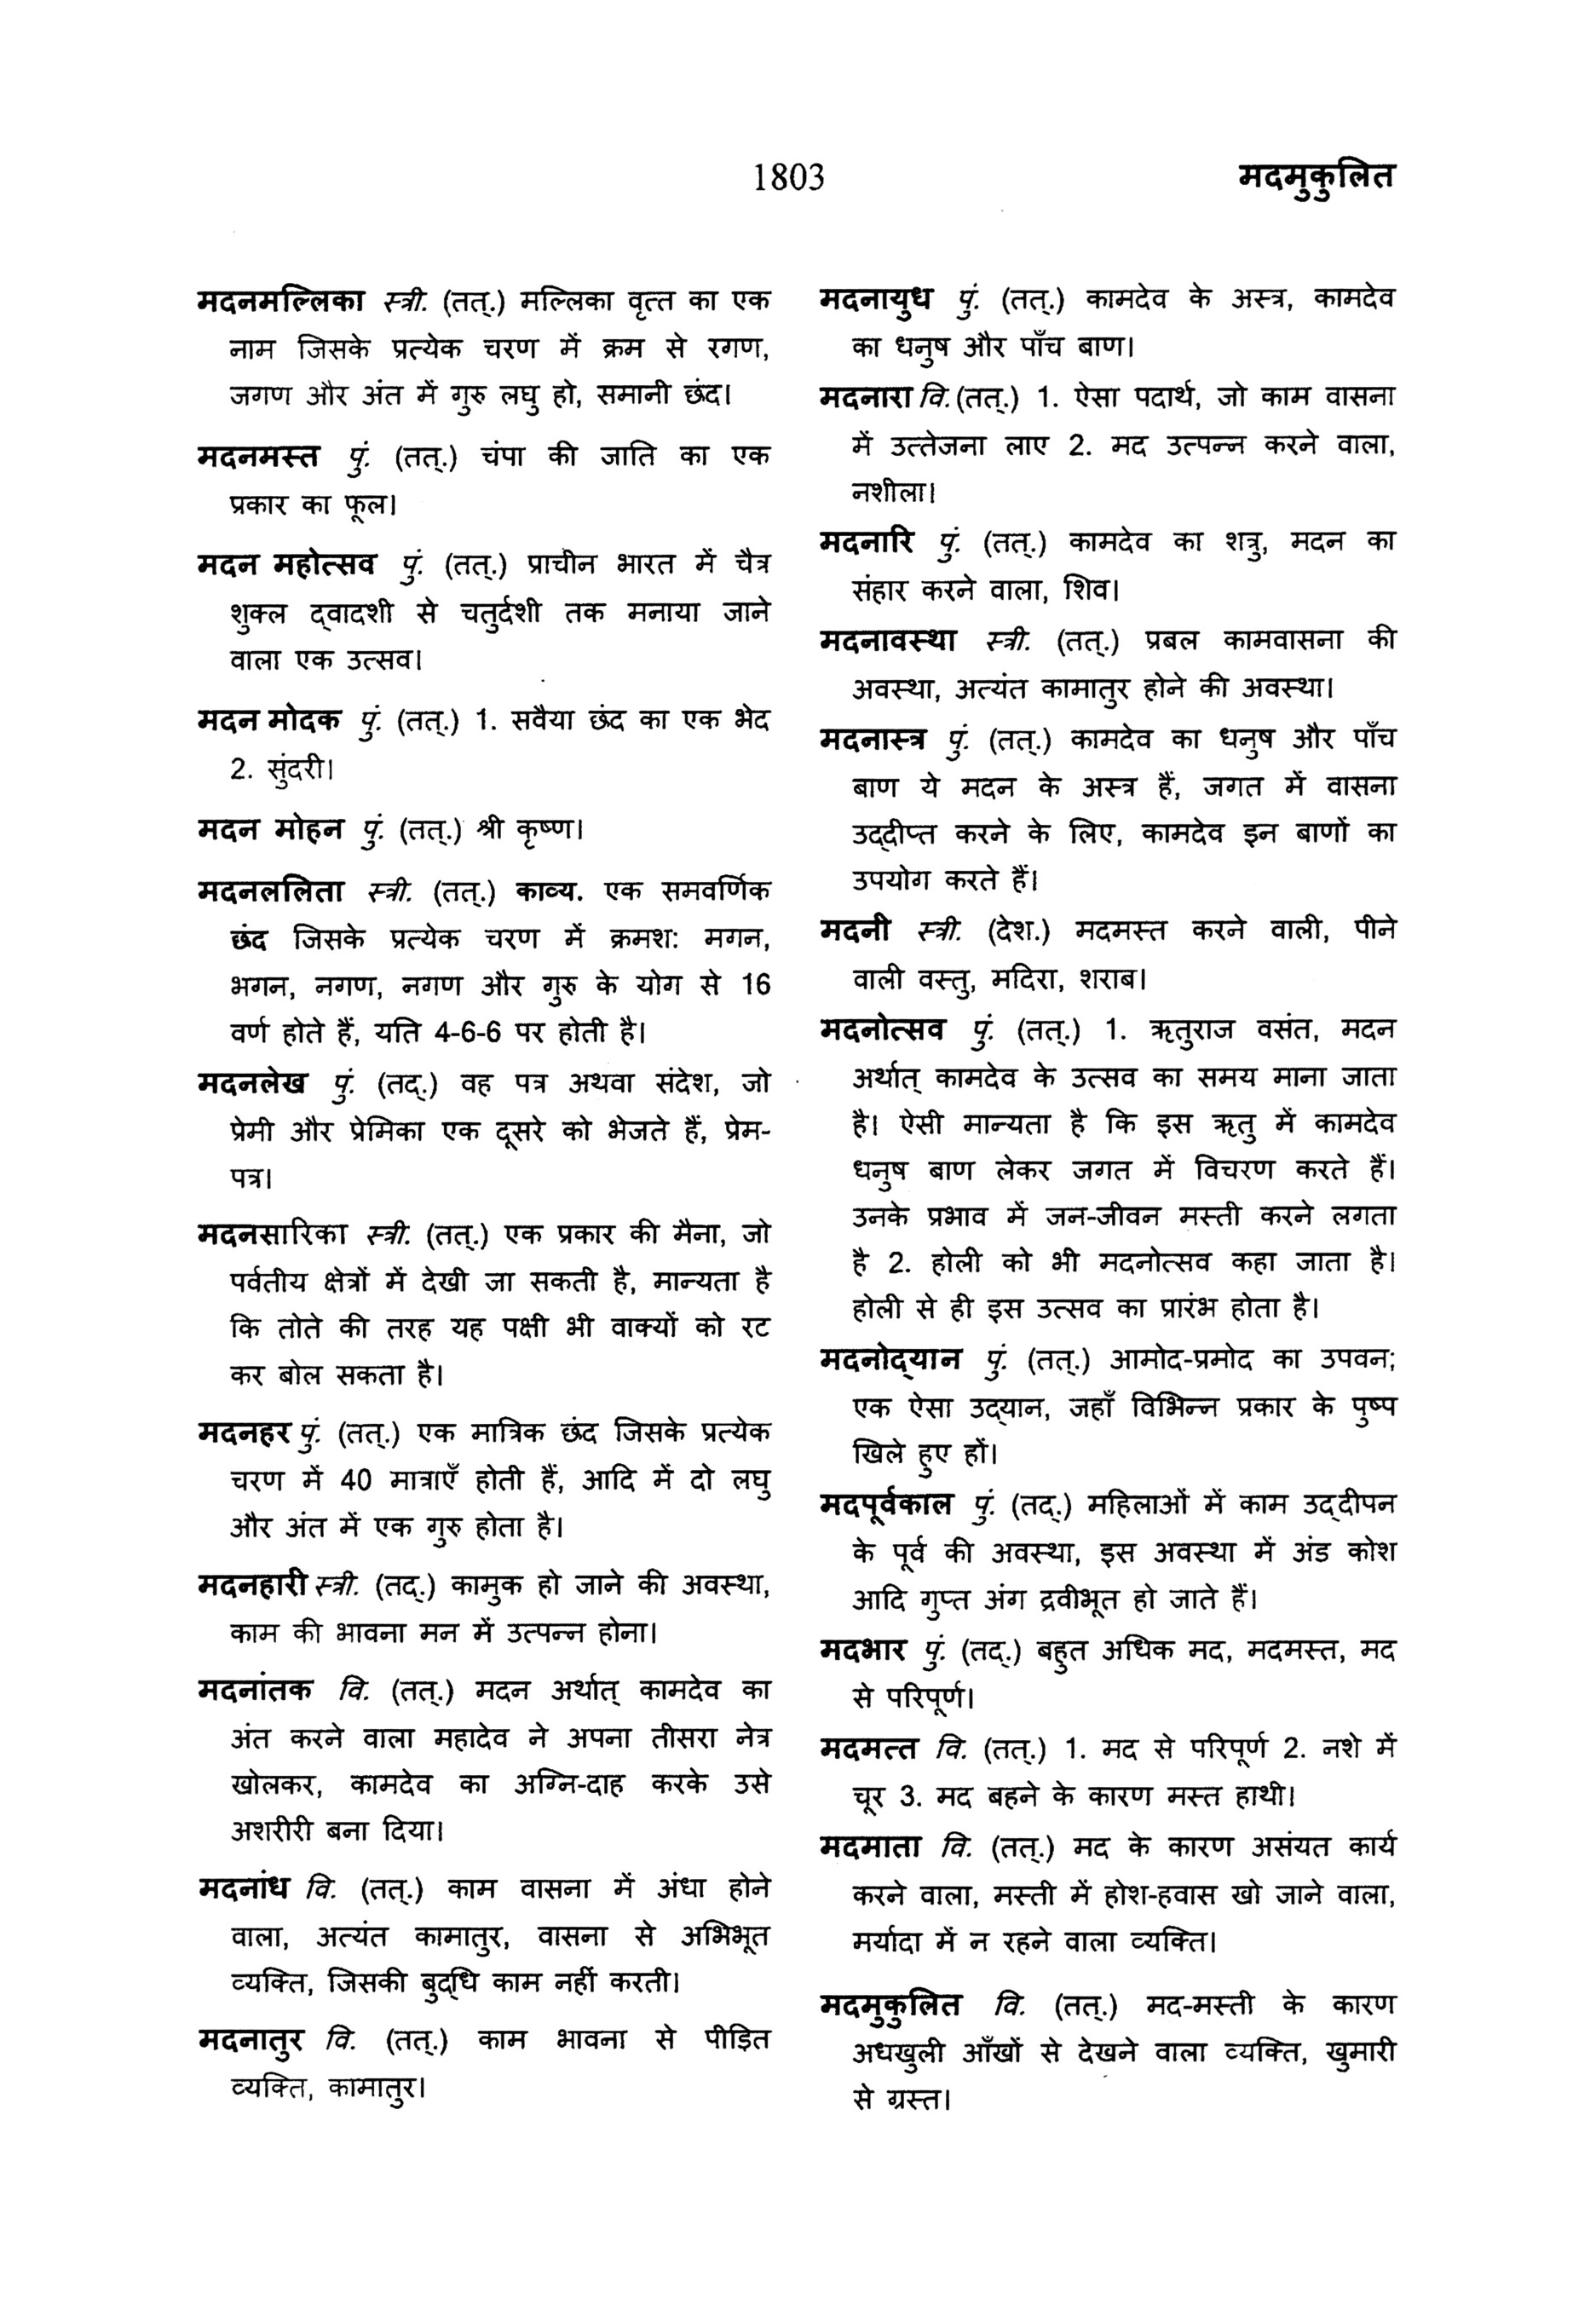 1803
मदमुकुलित
मदनमल्लिका स्त्री. (तत्.) मल्लिका वृत्त का एक
नाम जिसके प्रत्येक चरण में क्रम से रगण,
जगण और अंत में गुरु लघु हो, समानी छंद।
मदनमस्त पुं. (तत्.) चंपा की जाति का एक
प्रकार का फूल।
मदन महोत्सव पुं. (तत्.) प्राचीन भारत में चैत्र
शुक्ल द्वादशी से चतुर्दशी तक मनाया जाने
वाला एक उत्सव।
मदन मोदक पुं. (तत्.) 1. सवैया छंद का एक भेद
2. सुंदरी।
मदन मोहन पुं. (तत्.) श्री कृष्ण।
मदनललिता स्त्री. (तत्.) काव्य. एक समवर्णिक
छंद जिसके प्रत्येक चरण में क्रमश: मगन,
भगन, नगण, नगण और गुरु के योग से 16
वर्ण होते हैं, यति 4-6-6 पर होती है।
मदनलेख पुं. (तद्.) वह पत्र अथवा संदेश, जो
प्रेमी और प्रेमिका एक दूसरे को भेजते हैं, प्रेम-
पत्र।
मदनसारिका स्त्री. (तत्.) एक प्रकार की मैना, जो
पर्वतीय क्षेत्रों में देखी जा सकती है, मान्यता है
कि तोते की तरह यह पक्षी भी वाक्यों को रट
कर बोल सकता है।
मदनहर पुं. (तत्.) एक मात्रिक छंद जिसके प्रत्येक
चरण में 40 मात्राएँ होती हैं, आदि में दो लघु
और अंत में एक गुरु होता है।
मदनहारी स्त्री. (तद्.) कामुक हो जाने की अवस्था,
काम की भावना मन में उत्पन्न होना।
मदनांतक वि. (तत्.) मदन अर्थात् कामदेव का
अंत करने वाला महादेव ने अपना तीसरा नेत्र
खोलकर, कामदेव का अग्नि-दाह करके उसे
अशरीरी बना दिया।
मदनांध वि. (तत्.) काम वासना में अंधा होने
वाला, अत्यंत कामातुर, वासना से अभिभूत
व्यक्ति, जिसकी बुद्धि काम नहीं करती।
मदनातुर वि. (तत्.) काम भावना से पीड़ित
व्यक्ति, कामातुर।
मदनायुध पुं. (तत्.) कामदेव के अस्त्र, कामदेव
का धनुष और पाँच बाण।
मदनारा वि. (तत्.) 1. ऐसा पदार्थ, जो काम वासना
में उत्तेजना लाए 2. मद उत्पन्न करने वाला,
नशीला।
मदनारि पुं. (तत्.) कामदेव का शत्रु, मदन का
संहार करने वाला, शिव।
मदनावस्था स्त्री. (तत्.) प्रबल कामवासना की
अवस्था, अत्यंत कामातुर होने की अवस्था।
मदनास्त्र पुं. (तत्.) कामदेव का धनुष और पाँच
बाण ये मदन के अस्त्र हैं, जगत में वासना
उद्दीप्त करने के लिए, कामदेव इन बाणों का
उपयोग करते हैं।
मदनी स्त्री. (देश.) मदमस्त करने वाली, पीने
वाली वस्तु, मदिरा, शराब।
मदनोत्सव पुं. (तत्.) 1. ऋतुराज वसंत, मदन
अर्थात् कामदेव के उत्सव का समय माना जाता
है। ऐसी मान्यता है कि इस ऋतु में कामदेव
धनुष बाण लेकर जगत में विचरण करते हैं।
उनके प्रभाव में जन-जीवन मस्ती करने लगता
है 2. होली को भी मदनोत्सव कहा जाता है।
होली से ही इस उत्सव का प्रारंभ होता है।
मदनोद्यान पुं. (तत्.) आमोद-प्रमोद का उपवन;
एक ऐसा उद्यान, जहाँ विभिन्न प्रकार के पुष्प
खिले हुए हों।
मदपूर्वकाल पुं. (तद्.) महिलाओं में काम उद्दीपन
के पूर्व की अवस्था, इस अवस्था में अंड कोश
आदि गुप्त अंग द्रवीभूत हो जाते हैं।
मदभार पुं. (तद्.) बहुत अधिक मद, मदमस्त, मद
से परिपूर्ण।
मदमत्त वि. (तत्.) 1. मद से परिपूर्ण 2. नशे में
चूर 3. मद बहने के कारण मस्त हाथी।
मदमाता वि. (तत्.) मद के कारण असंयत कार्य
करने वाला, मस्ती में होश-हवास खो जाने वाला,
मर्यादा में न रहने वाला व्यक्ति।
मदमुकुलित वि. (तत्.) मद-मस्ती के कारण
अधखुली आँखों से देखने वाला व्यक्ति, खुमारी
से ग्रस्त।